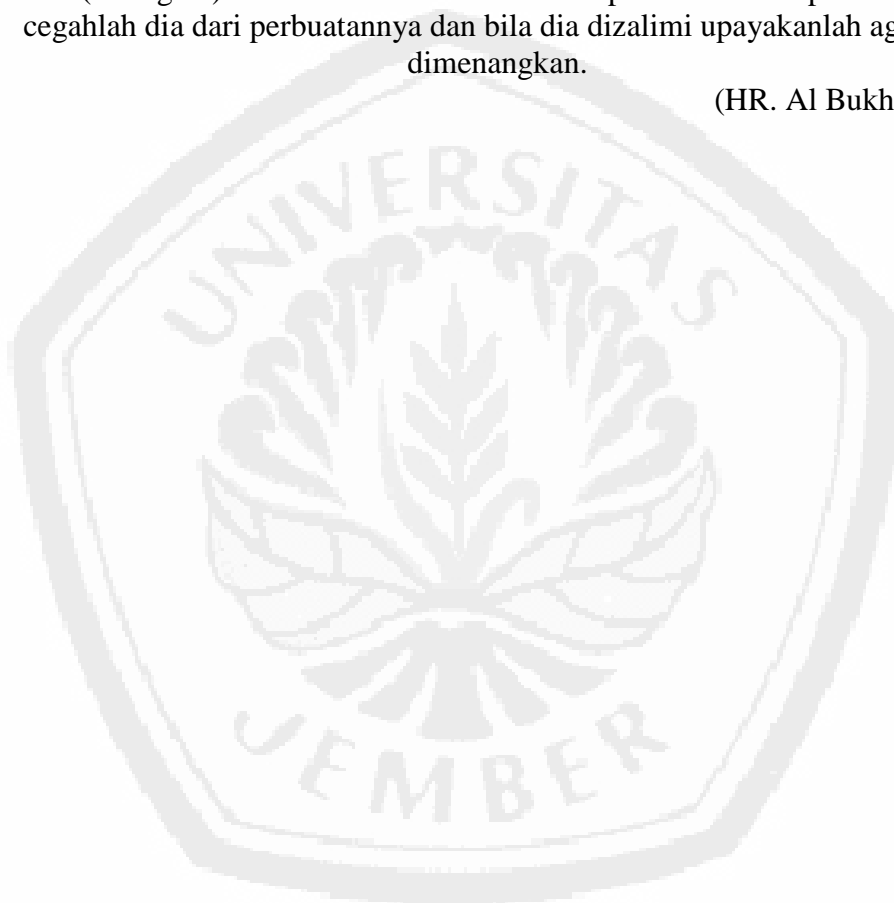 cegahlah dia dari perbuatannya dan bila dia dizalimi upayakanlah ag
dimenangkan.
(HR. Al Bukh
UNIVERSITAS
JEMBER